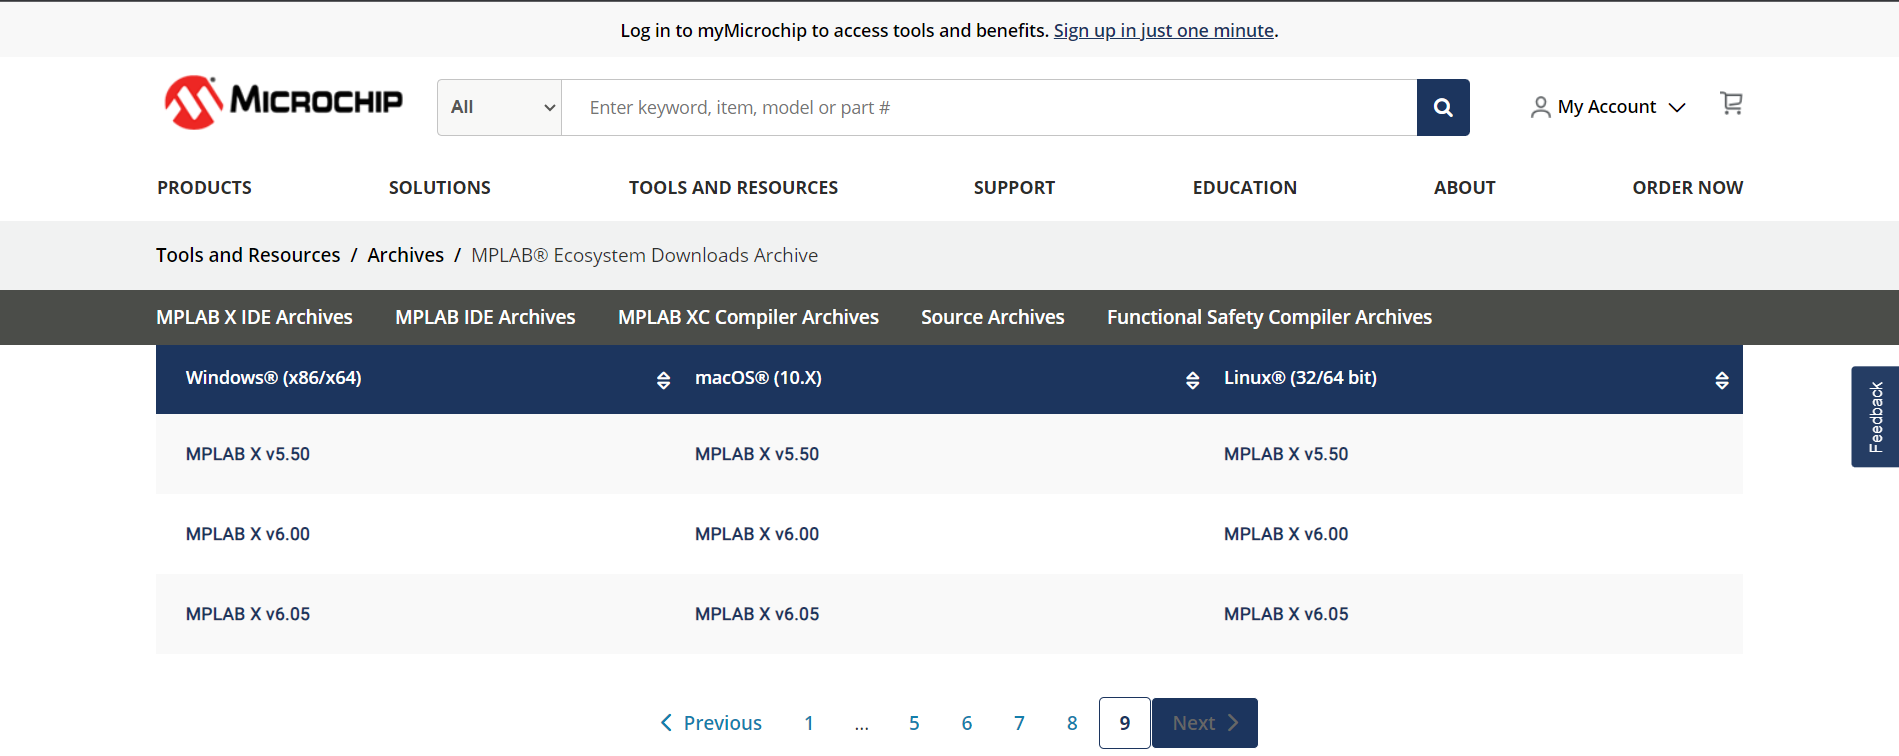 Log in to myMicrochip to access tools and benefits. Sign up in just one minute.
MICROCHIP
All
Enter keyword, item, model or part #
My Account
PRODUCTS SOLUTIONS TOOLS AND RESOURCES SUPPORT EDUCATION ABOUT ORDER NOW
Tools and Resources / Archives / MPLAB® Ecosystem Downloads Archive
MPLAB X IDE Archives MPLAB IDE Archives MPLAB XC Compiler Archives Source Archives Functional Safety Compiler Archives
Windows® (x86/x64) macOS® (10.X) Linux® (32/64 bit)
Feedback
MPLAB X v5.50 MPLAB X v5.50 MPLAB X v5.50
MPLAB X v6.00 MPLAB X v6.00 MPLAB X v6.00
MPLAB X v6.05 MPLAB X v6.05 MPLAB X v6.05
Previous 1 ... 5 6 7 8 9 Next